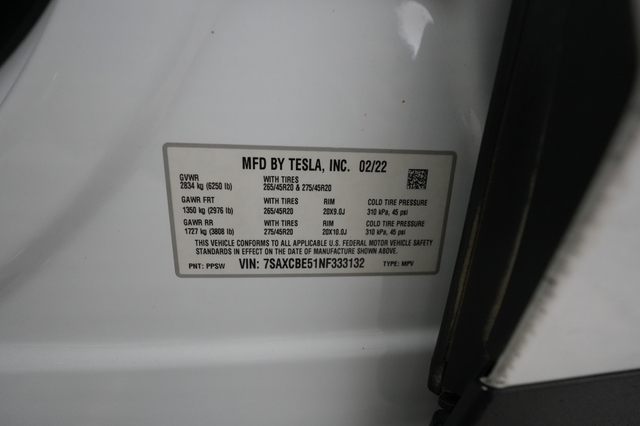 MFD BY TESLA, INC. 02/22
GVWR WITH TIRES
2834 kg (6250 lb) 265/45R20 & 275/45R20
GAWR FRT WITH TIRES RIM COLD TIRE PRESSURE
1350 kg (2976 lb) 265/45R20 20X9.0J 310 kPa, 45 psi
GAWR RR WITH TIRES RIM COLD TIRE PRESSURE
1727 kg (3808 lb) 275/45R20 20X10.0J 310 kPa, 45 psi
THIS VEHICLE CONFORMS TO ALL APPLICABLE U.S. FEDERAL MOTOR VEHICLE SAFETY
STANDARDS IN EFFECT ON THE DATE OF MANUFACTURE SHOWN ABOVE.
PNT: PPSW VIN: 7SAXCBE51NF333132 TYPE: MPV